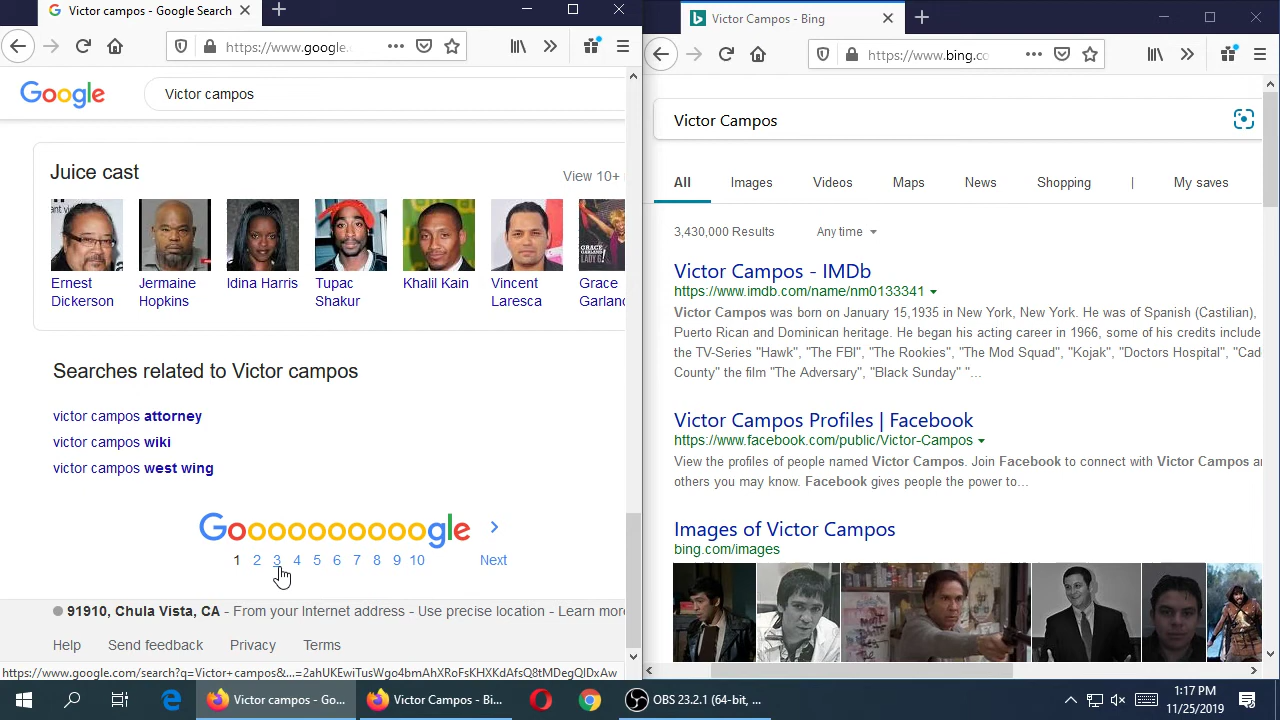 Victor campos - Google Search
https://www.google.
Google
Victor campos
Juice cast
View 10+
Ernest Dickerson
Jermaine Hopkins
Idina Harris
Tupac Shakur
Khalil Kain
Vincent Laresca
Grace Garland
GRACE
GARLAND
LADY G!
Searches related to Victor campos
victor campos attorney
victor campos wiki
victor campos west wing
Goooooooooogle
1 2 3 4 5 6 7 8 9 10 Next
91910, Chula Vista, CA - From your Internet address - Use precise location - Learn more
Help Send feedback Privacy Terms
https://www.google.com/search?q=Victor+campos&...=2ahUKEwiTusWgo4bmAhXRoFsKHXKdAfsQ8tMDegQIDxAw
Victor Campos - Bing
https://www.bing.co
Victor Campos
All Images Videos Maps News Shopping | My saves
3,430,000 Results Any time
Victor Campos - IMDb
https://www.imdb.com/name/nm0133341
Victor Campos was born on January 15,1935 in New York, New York. He was of Spanish (Castilian),
Puerto Rican and Dominican heritage. He began his acting career in 1966, some of his credits include
the TV-Series "Hawk", "The FBI", "The Rookies", "The Mod Squad", "Kojak", "Doctors Hospital", "Cad
County" the film "The Adversary", "Black Sunday" "...
Victor Campos Profiles | Facebook
https://www.facebook.com/public/Victor-Campos
View the profiles of people named Victor Campos. Join Facebook to connect with Victor Campos a
others you may know. Facebook gives people the power to...
Images of Victor Campos
bing.com/images
Victor campos - Go...
Victor Campos - Bi...
OBS 23.2.1 (64-bit, ...
1:17 PM
11/25/2019